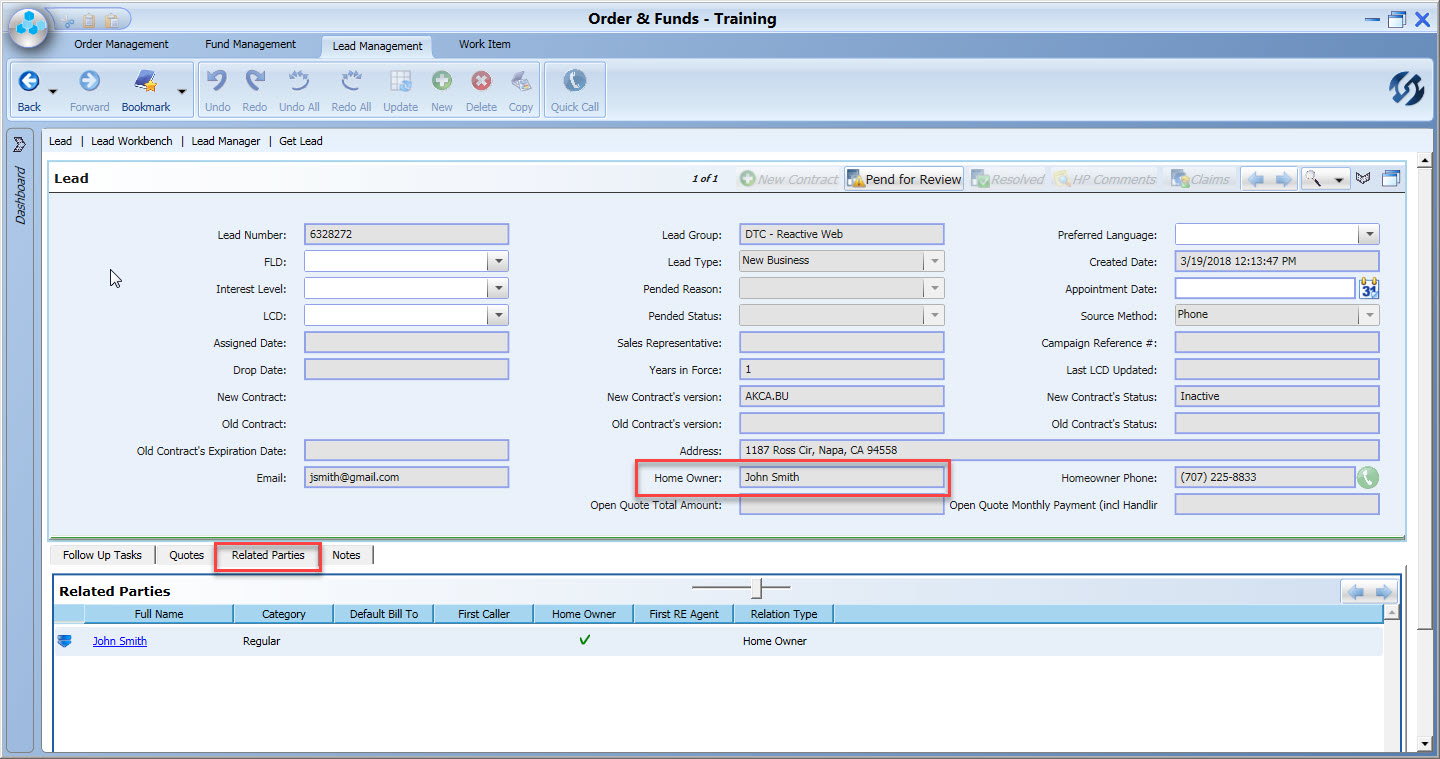 Order & Funds - Training
Order Management Fund Management Lead Management Work Item
Back Forward Bookmark Undo Redo Undo All Redo All Update New Delete Copy Quick Call
Dashboard
Lead | Lead Workbench | Lead Manager | Get Lead
Lead 1 of 1 New Contract Pend for Review Resolved HP Comments Claims
Lead Number: 6328272 Lead Group: DTC - Reactive Web Preferred Language:
FLD: Lead Type: New Business Created Date: 3/19/2018 12:13:47 PM
Interest Level: Pended Reason: Appointment Date: 31
LCD: Pended Status: Source Method: Phone
Assigned Date: Sales Representative: Campaign Reference #:
Drop Date: Years in Force: 1 Last LCD Updated:
New Contract: New Contract's version: AKCA.BU New Contract's Status: Inactive
Old Contract: Old Contract's version: Old Contract's Status:
Old Contract's Expiration Date: Address: 1187 Ross Cir, Napa, CA 94558
Email: jsmith@gmail.com Home Owner: John Smith Homeowner Phone: (707) 225-8833
Open Quote Total Amount: Open Quote Monthly Payment (incl Handlir
Follow Up Tasks Quotes Related Parties Notes
Related Parties
Full Name Category Default Bill To First Caller Home Owner First RE Agent Relation Type
John Smith Regular Home Owner